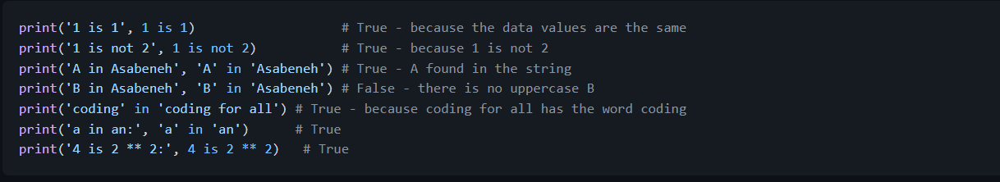 print('1 is 1', 1 is 1)                   # True - because the data values are the same
print('1 is not 2', 1 is not 2)           # True - because 1 is not 2
print('A in Asabeneh', 'A' in 'Asabeneh') # True - A found in the string
print('B in Asabeneh', 'B' in 'Asabeneh') # False - there is no uppercase B
print('coding' in 'coding for all') # True - because coding for all has the word coding
print('a in an:', 'a' in 'an')      # True
print('4 is 2 ** 2:', 4 is 2 ** 2)   # True